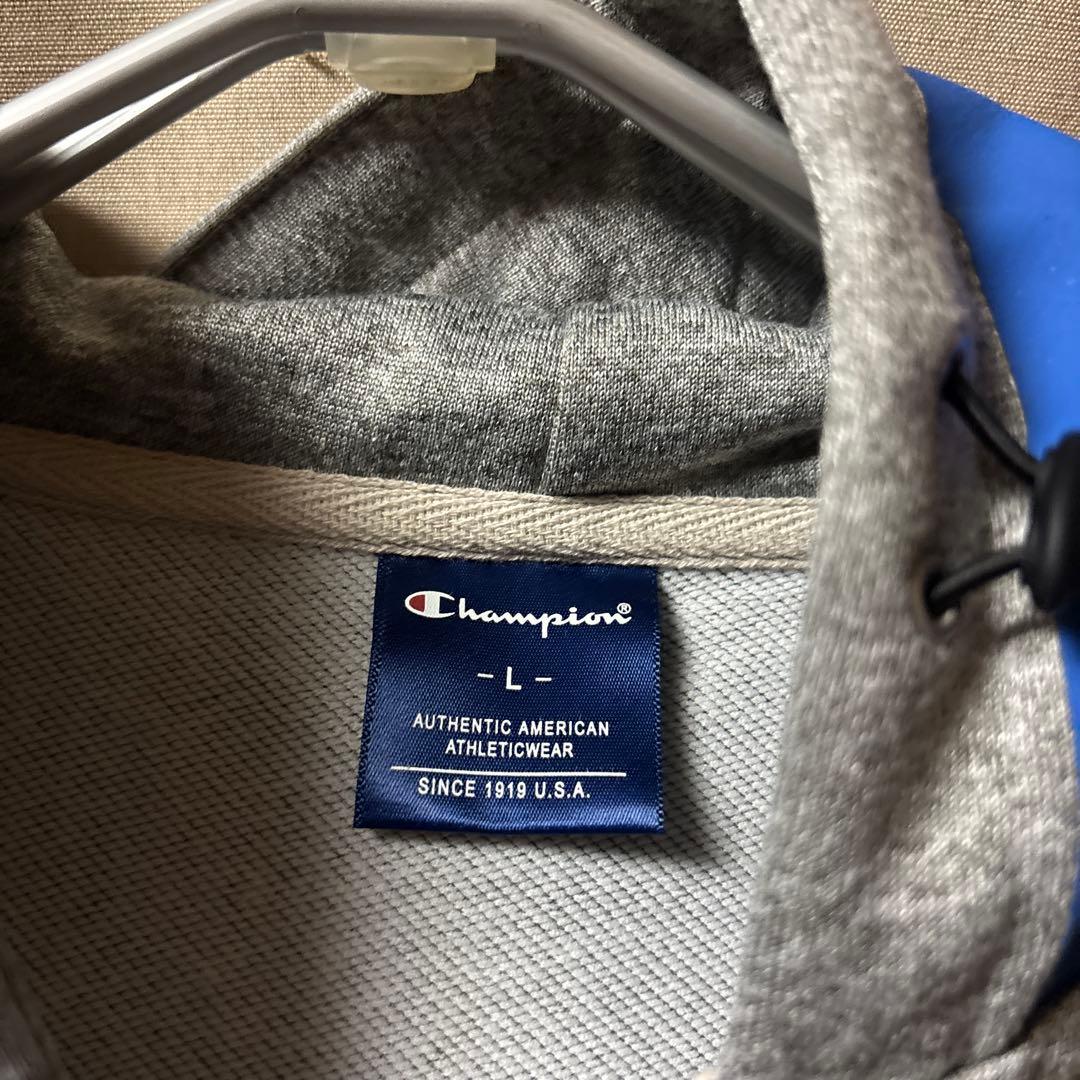 Champion®
- L -
AUTHENTIC AMERICAN
ATHLETICWEAR
SINCE 1919 U.S.A.